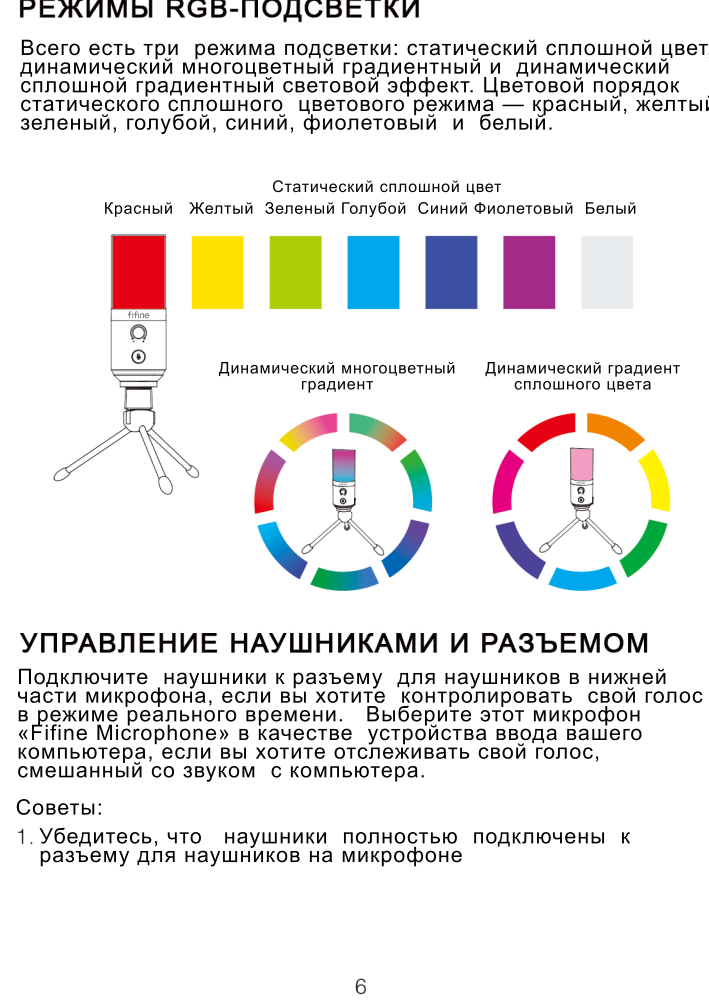 РЕЖИМЫ RGB-ПОДСВЕТКИ
Всего есть три режима подсветки: статический сплошной цвет,
динамический многоцветный градиентный и динамический
сплошной градиентный световой эффект. Цветовой порядок
статического сплошного цветового режима — красный, желтый
зеленый, голубой, синий, фиолетовый и белый.
Статический сплошной цвет
Красный Желтый Зеленый Голубой Синий Фиолетовый Белый
fifine
Динамический многоцветный
градиент
Динамический градиент
сплошного цвета
УПРАВЛЕНИЕ НАУШНИКАМИ И РАЗЪЕМОМ
Подключите наушники к разъему для наушников в нижней
части микрофона, если вы хотите контролировать свой голос
в режиме реального времени. Выберите этот микрофон
«Fifine Microphone» в качестве устройства ввода вашего
компьютера, если вы хотите отслеживать свой голос,
смешанный со звуком с компьютера.
Советы:
1. Убедитесь, что наушники полностью подключены к
разъему для наушников на микрофоне
6